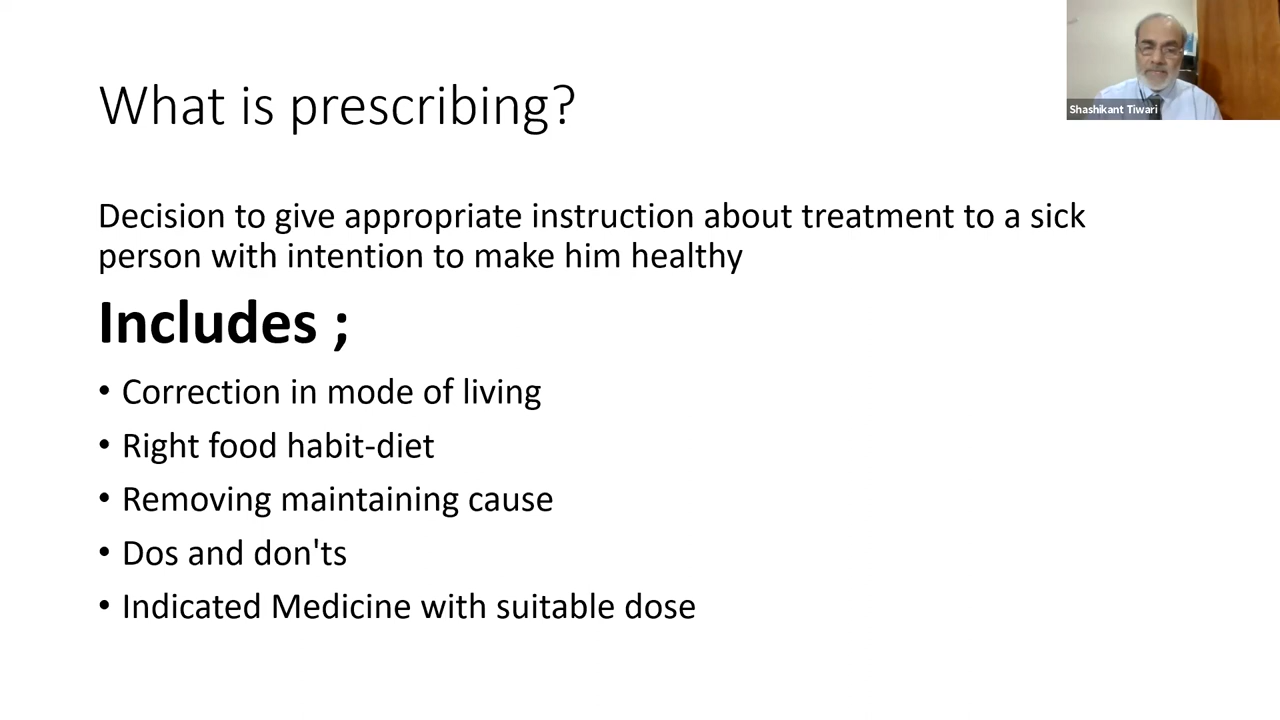 What is prescribing?
Shashikant Tiwari
Decision to give appropriate instruction about treatment to a sick
person with intention to make him healthy
Includes ;
• Correction in mode of living
• Right food habit-diet
• Removing maintaining cause
• Dos and don'ts
• Indicated Medicine with suitable dose